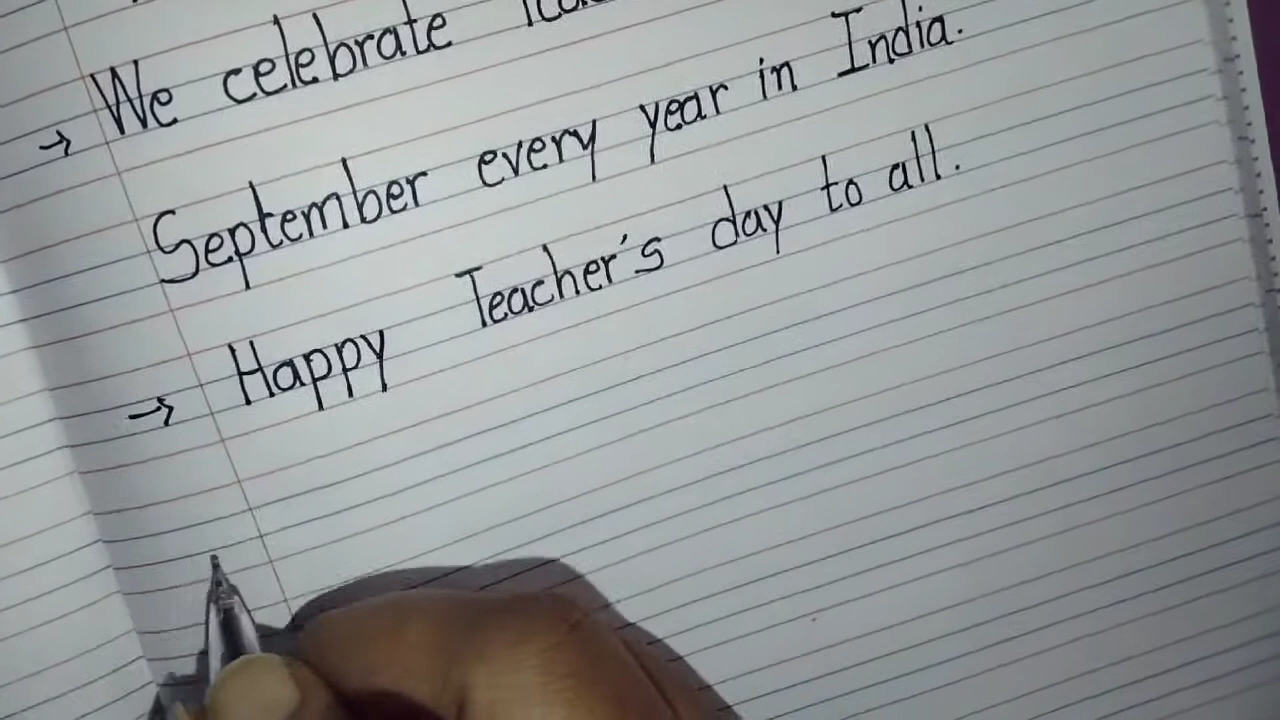 → We celebrate
September every year in India.
→ Happy Teacher's day to all.